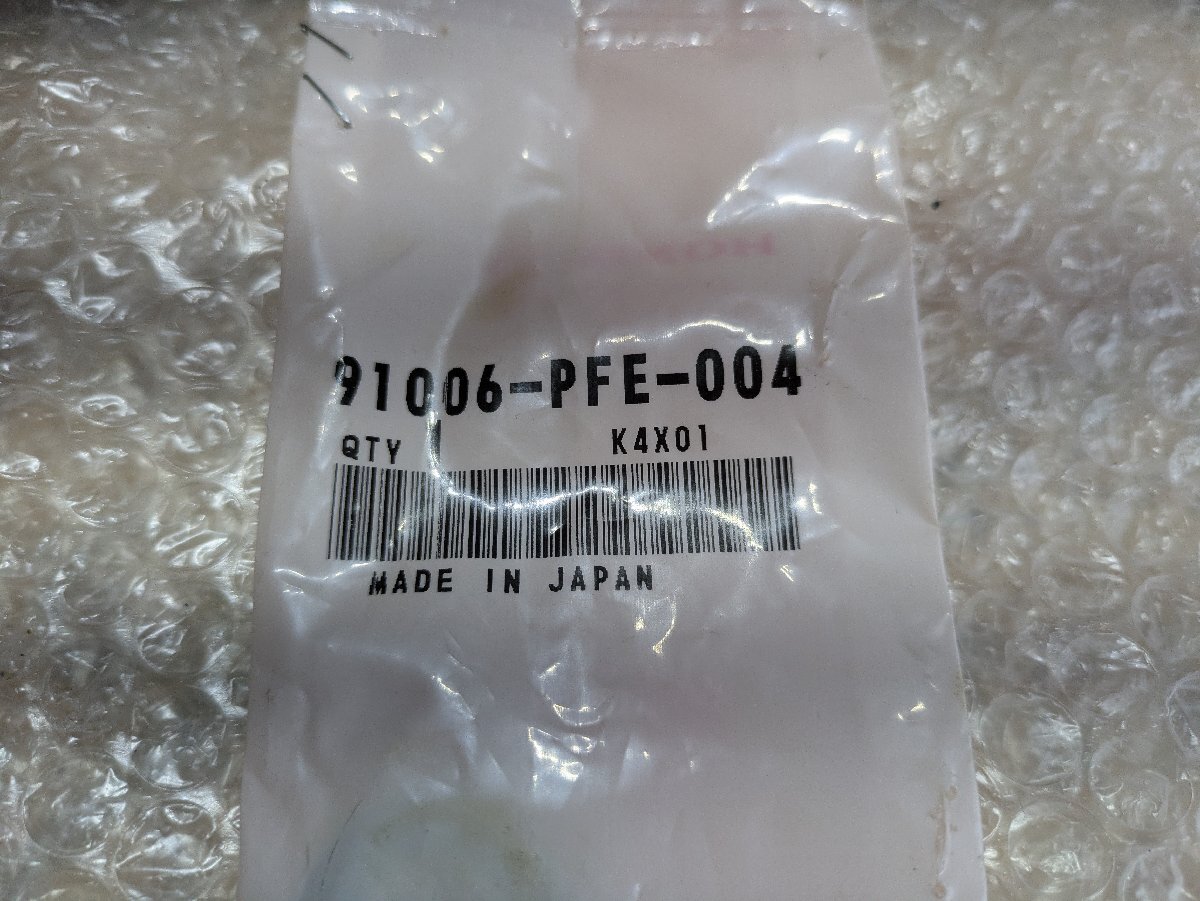 91006-PFE-004
QTY 1 K4X01
MADE IN JAPAN